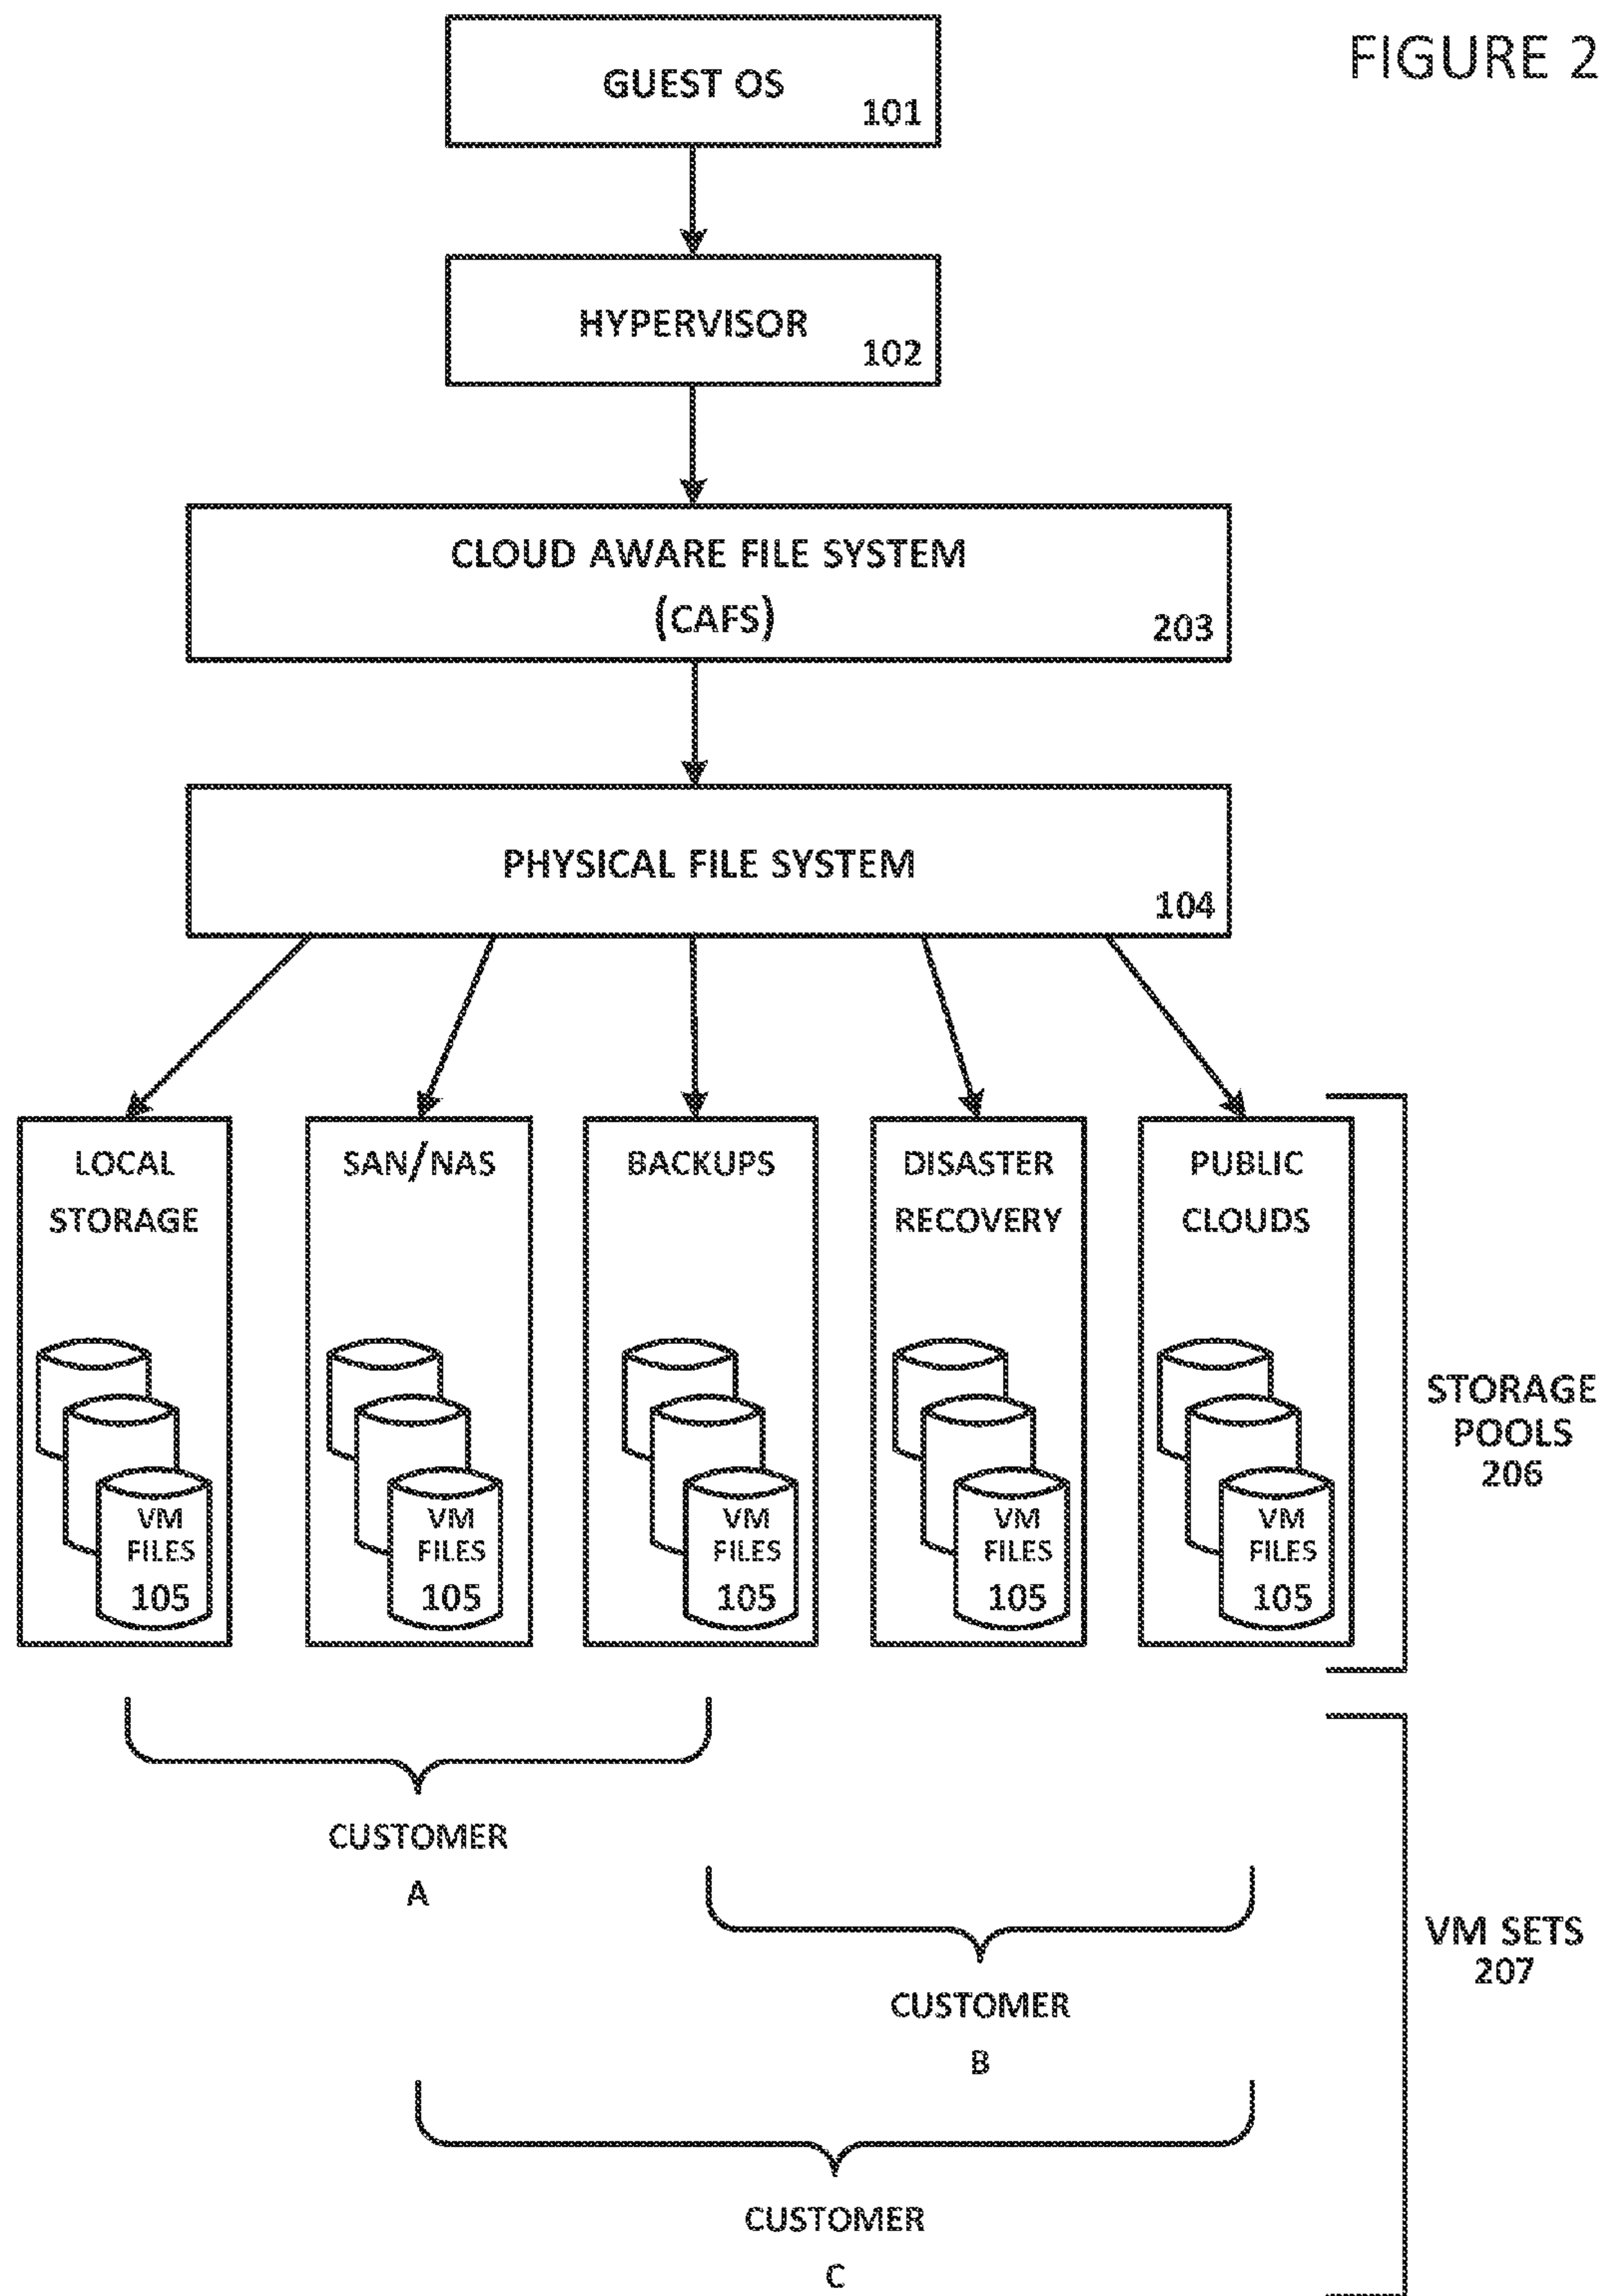 FIGURE 2
GUEST OS
101
HYPERVISOR
102
CLOUD AWARE FILE SYSTEM
(CAFS)
203
PHYSICAL FILE SYSTEM
104
LOCAL
STORAGE
SAN/NAS
BACKUPS
DISASTER
RECOVERY
PUBLIC
CLOUDS
VM
FILES
105
VM
FILES
105
VM
FILES
105
VM
FILES
105
VM
FILES
105
STORAGE
POOLS
206
CUSTOMER
A
CUSTOMER
B
CUSTOMER
C
VM SETS
207